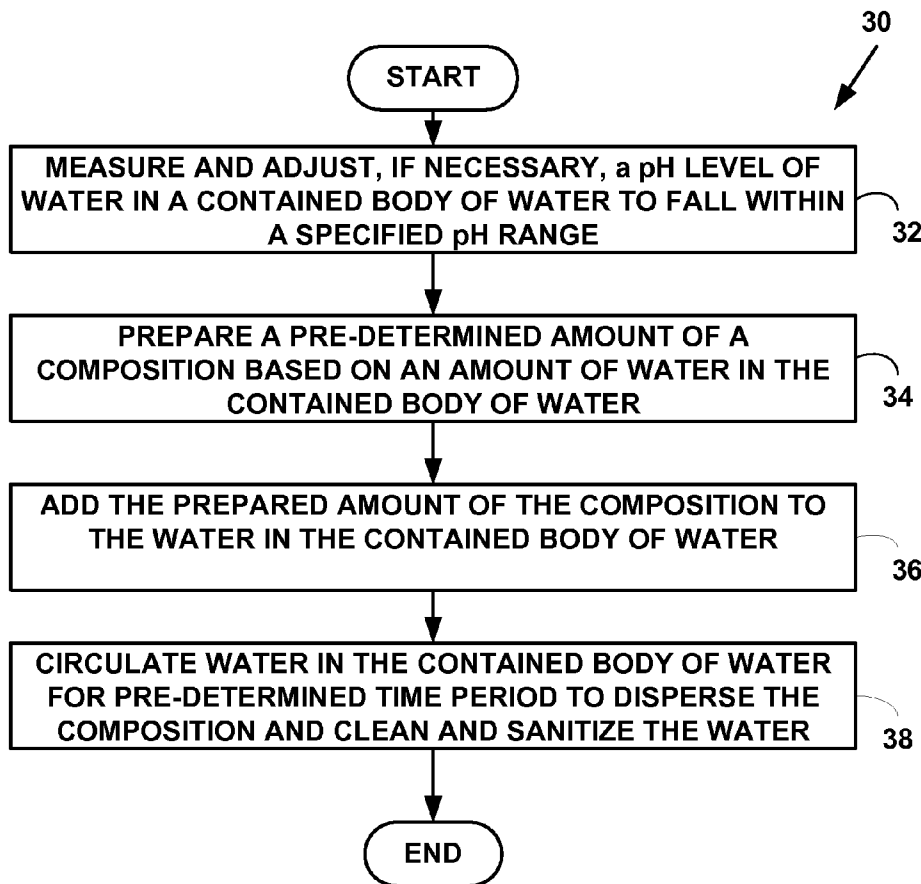 30
START
MEASURE AND ADJUST, IF NECESSARY, a pH LEVEL OF
WATER IN A CONTAINED BODY OF WATER TO FALL WITHIN
A SPECIFIED pH RANGE
32
PREPARE A PRE-DETERMINED AMOUNT OF A
COMPOSITION BASED ON AN AMOUNT OF WATER IN THE
CONTAINED BODY OF WATER
34
ADD THE PREPARED AMOUNT OF THE COMPOSITION TO
THE WATER IN THE CONTAINED BODY OF WATER
36
CIRCULATE WATER IN THE CONTAINED BODY OF WATER
FOR PRE-DETERMINED TIME PERIOD TO DISPERSE THE
COMPOSITION AND CLEAN AND SANITIZE THE WATER
38
END